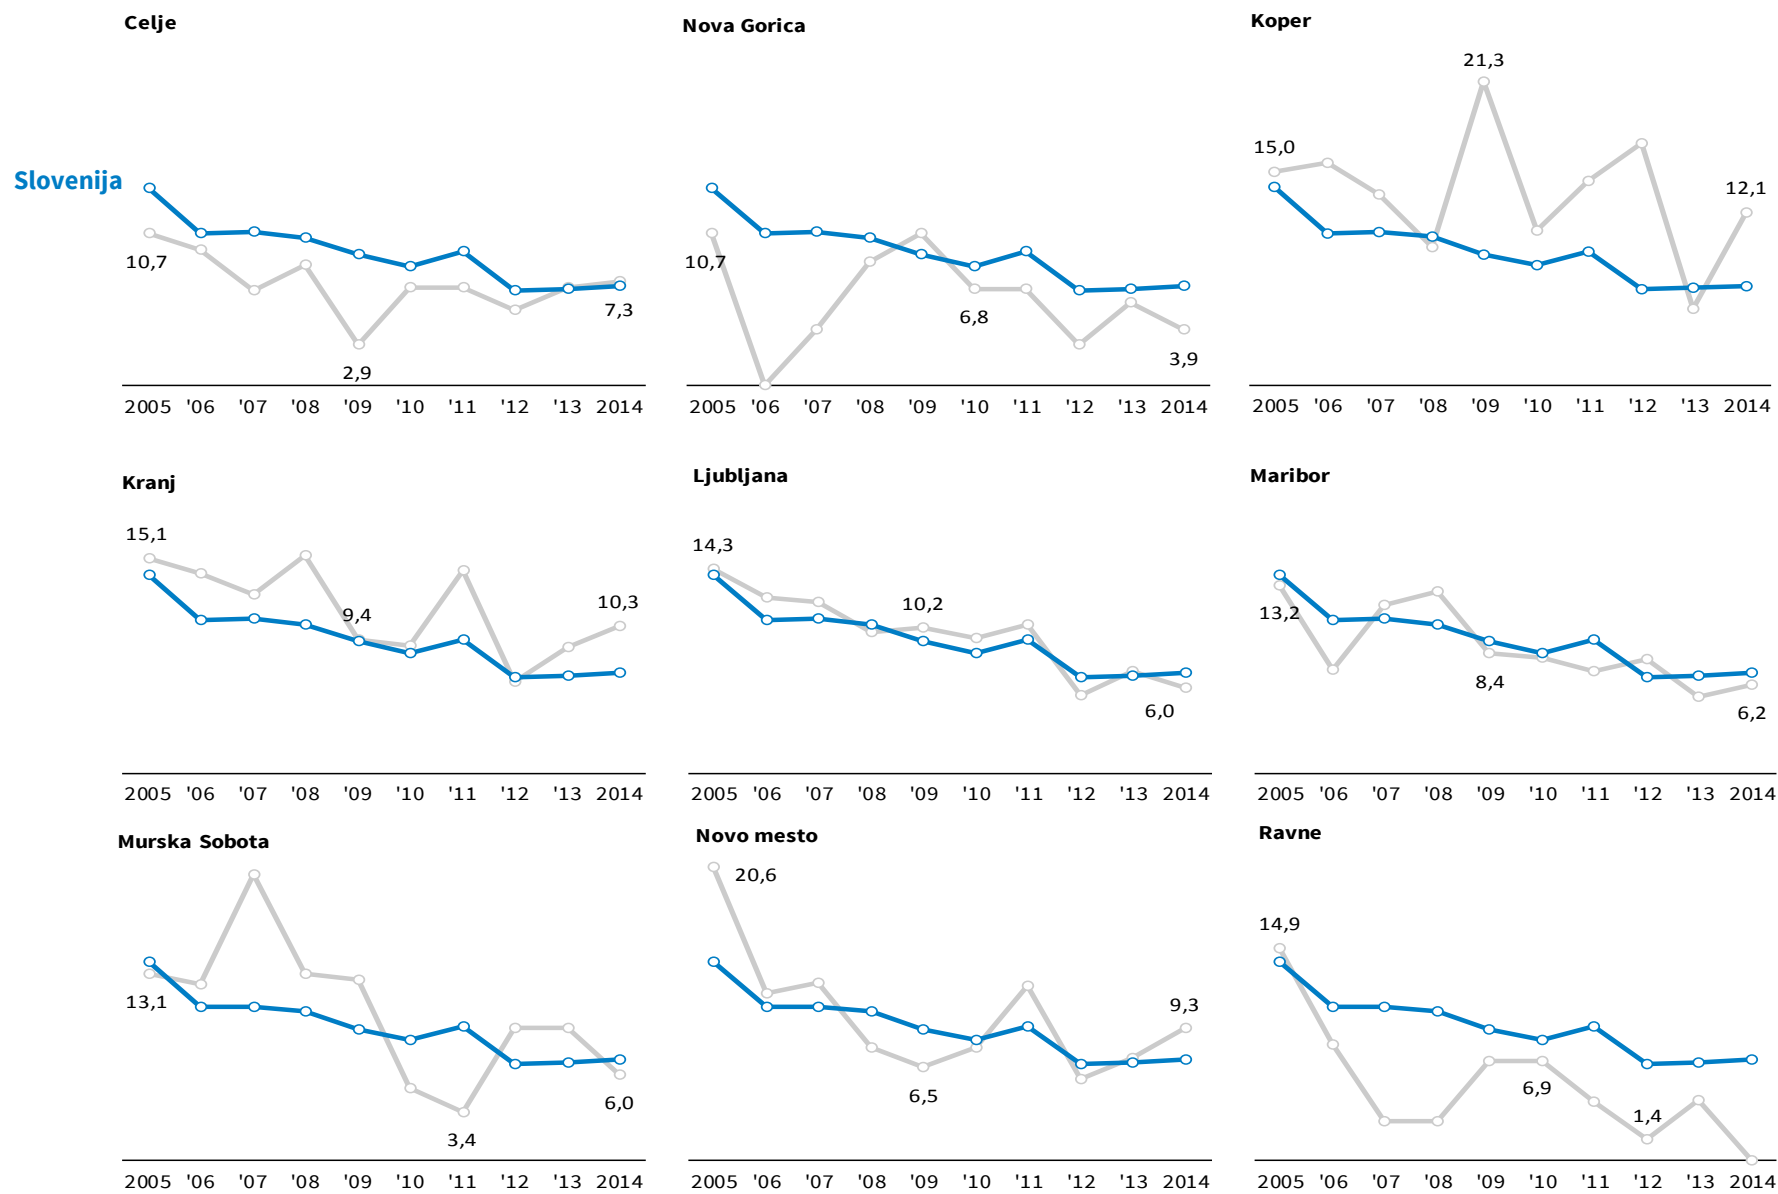 Celje
Nova Gorica
Koper
Slovenija
10,7
2,9
7,3
10,7
6,8
3,9
15,0
21,3
12,1
2005 '06 '07 '08 '09 '10 '11 '12 '13 2014
2005 '06 '07 '08 '09 '10 '11 '12 '13 2014
2005 '06 '07 '08 '09 '10 '11 '12 '13 2014
Kranj
Ljubljana
Maribor
15,1
9,4
10,3
14,3
10,2
6,0
13,2
8,4
6,2
2005 '06 '07 '08 '09 '10 '11 '12 '13 2014
2005 '06 '07 '08 '09 '10 '11 '12 '13 2014
2005 '06 '07 '08 '09 '10 '11 '12 '13 2014
Murska Sobota
Novo mesto
Ravne
13,1
3,4
6,0
20,6
6,5
9,3
14,9
6,9
1,4
2005 '06 '07 '08 '09 '10 '11 '12 '13 2014
2005 '06 '07 '08 '09 '10 '11 '12 '13 2014
2005 '06 '07 '08 '09 '10 '11 '12 '13 2014